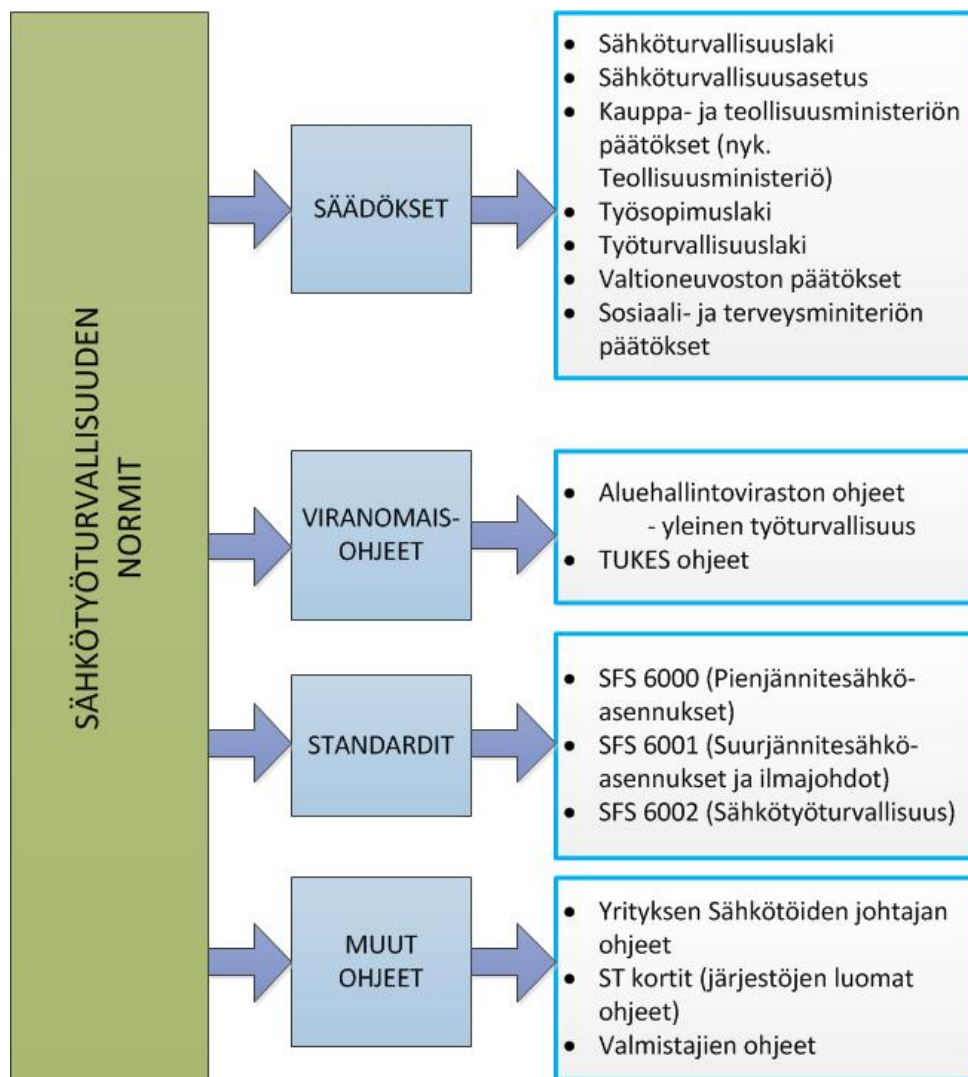 SÄHKÖTYÖTURVALLISUUDEN
NORMIT
SÄÄDÖKSET
• Sähköturvallisuuslaki
• Sähköturvallisuusasetus
• Kauppa- ja teollisuusministeriön
päätökset (nyk.
Teollisuusministeriö)
• Työsopimuslaki
• Työturvallisuuslaki
• Valtioneuvoston päätökset
• Sosiaali- ja terveysminiteriön
päätökset
VIRANOMAIS-
OHJEET
• Aluehallintoviraston ohjeet
- yleinen työturvallisuus
• TUKES ohjeet
STANDARDIT
• SFS 6000 (Pienjännitesähkö-
asennukset)
• SFS 6001 (Suurjännitesähkö-
asennukset ja ilmajohdot)
• SFS 6002 (Sähkötyöturvallisuus)
MUUT
OHJEET
• Yrityksen Sähkötöiden johtajan
ohjeet
• ST kortit (järjestöjen luomat
ohjeet)
• Valmistajien ohjeet